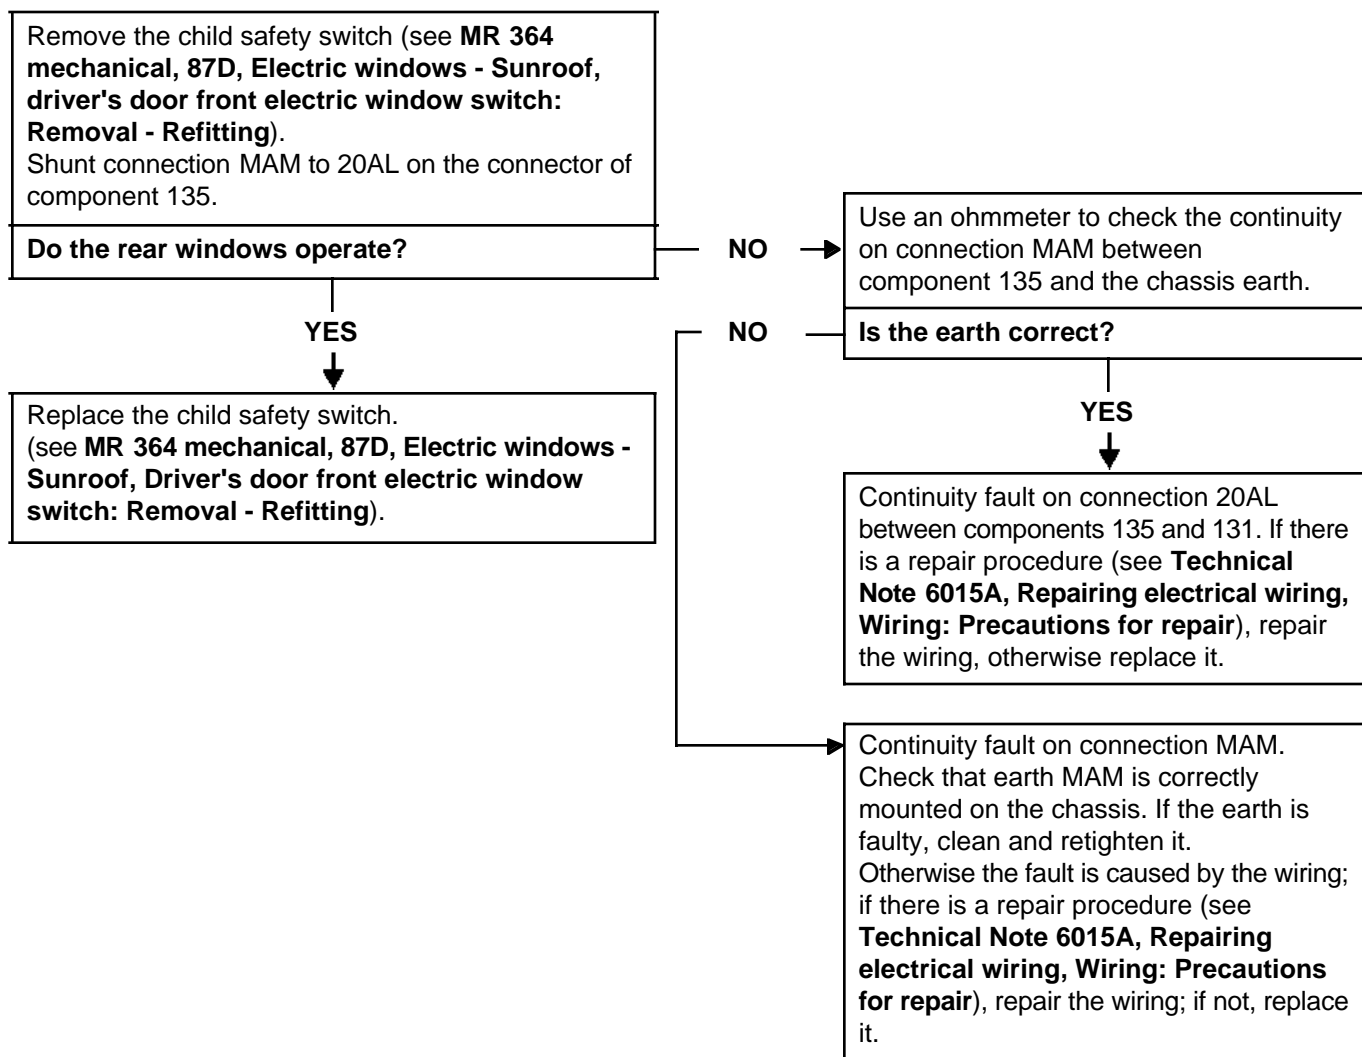 Remove the child safety switch (see MR 364
mechanical, 87D, Electric windows - Sunroof,
driver's door front electric window switch:
Removal - Refitting).
Shunt connection MAM to 20AL on the connector of
component 135.
Do the rear windows operate?
NO
Use an ohmmeter to check the continuity
on connection MAM between
component 135 and the chassis earth.
YES
NO
Is the earth correct?
Replace the child safety switch.
(see MR 364 mechanical, 87D, Electric windows -
Sunroof, Driver's door front electric window
switch: Removal - Refitting).
YES
Continuity fault on connection 20AL
between components 135 and 131. If there
is a repair procedure (see Technical
Note 6015A, Repairing electrical wiring,
Wiring: Precautions for repair), repair
the wiring, otherwise replace it.
Continuity fault on connection MAM.
Check that earth MAM is correctly
mounted on the chassis. If the earth is
faulty, clean and retighten it.
Otherwise the fault is caused by the wiring;
if there is a repair procedure (see
Technical Note 6015A, Repairing
electrical wiring, Wiring: Precautions
for repair), repair the wiring; if not, replace
it.